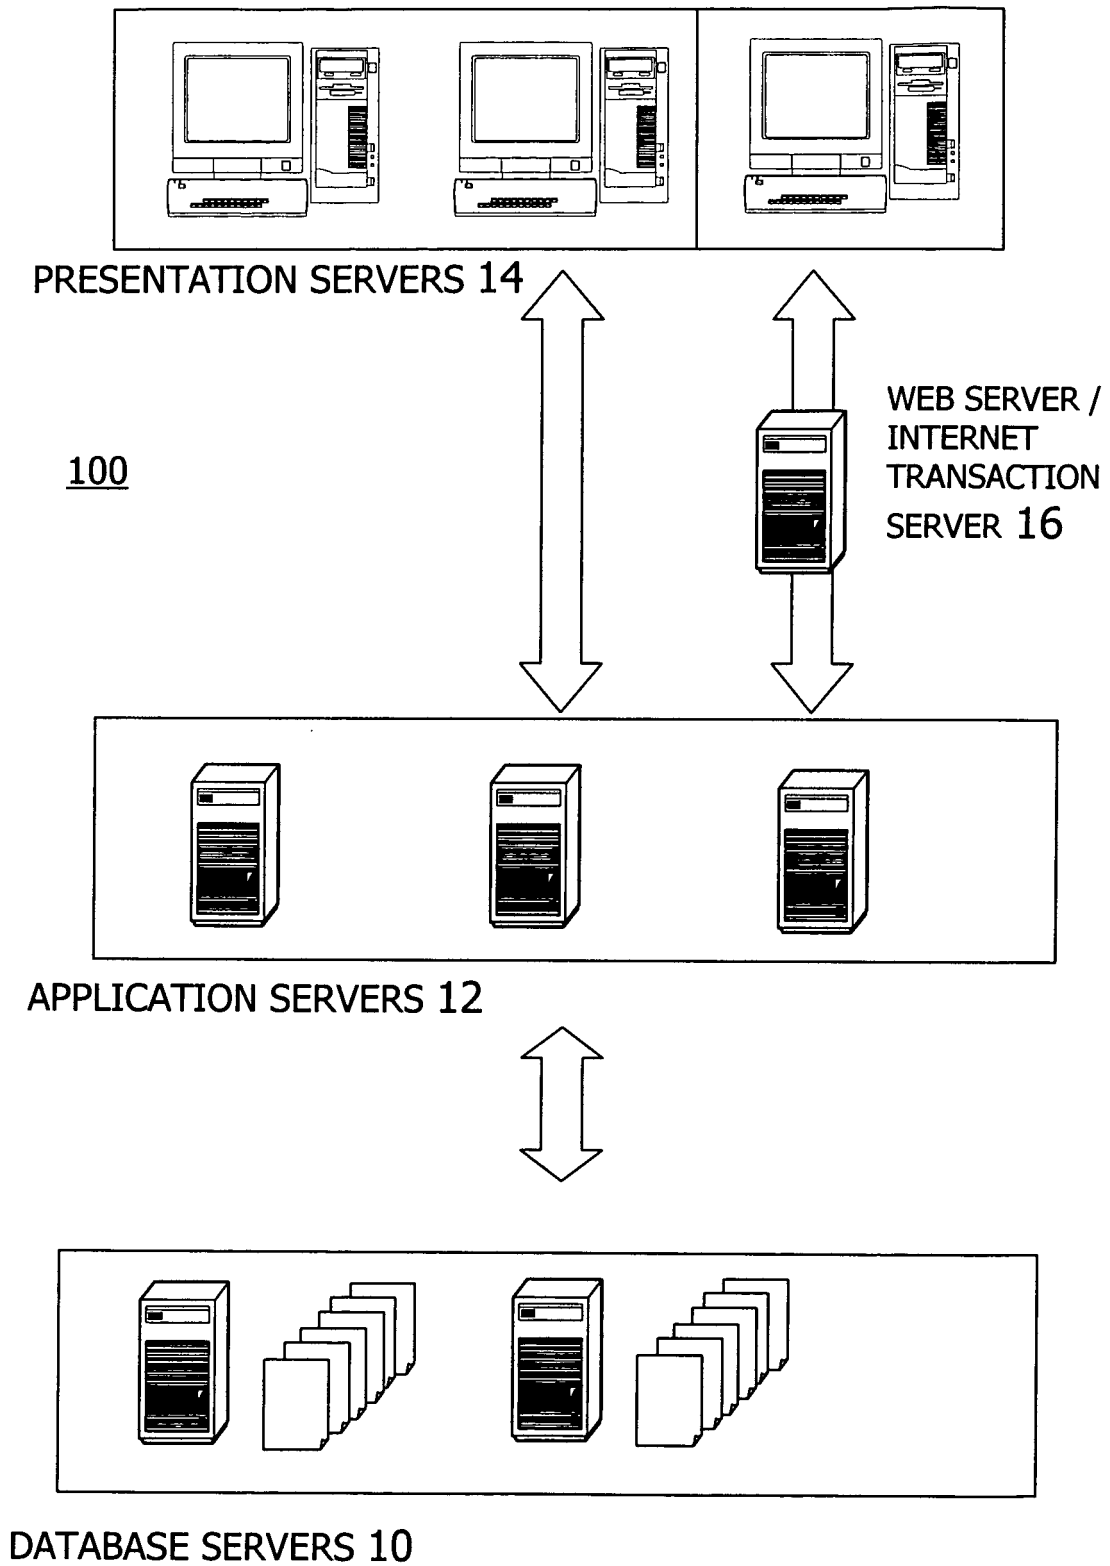 PRESENTATION SERVERS 14
WEB SERVER /
INTERNET
TRANSACTION
SERVER 16
100
APPLICATION SERVERS 12
DATABASE SERVERS 10